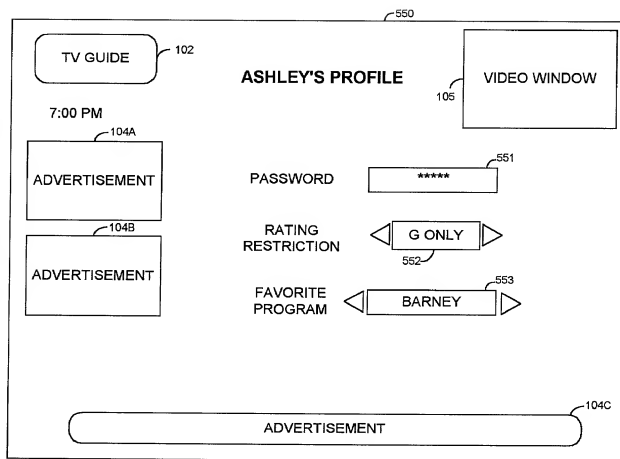 550
TV GUIDE
102
ASHLEY'S PROFILE
105
VIDEO WINDOW
7:00 PM
104A
ADVERTISEMENT
PASSWORD
*****
551
104B
ADVERTISEMENT
RATING
RESTRICTION
G ONLY
552
FAVORITE
PROGRAM
BARNEY
553
ADVERTISEMENT
104C